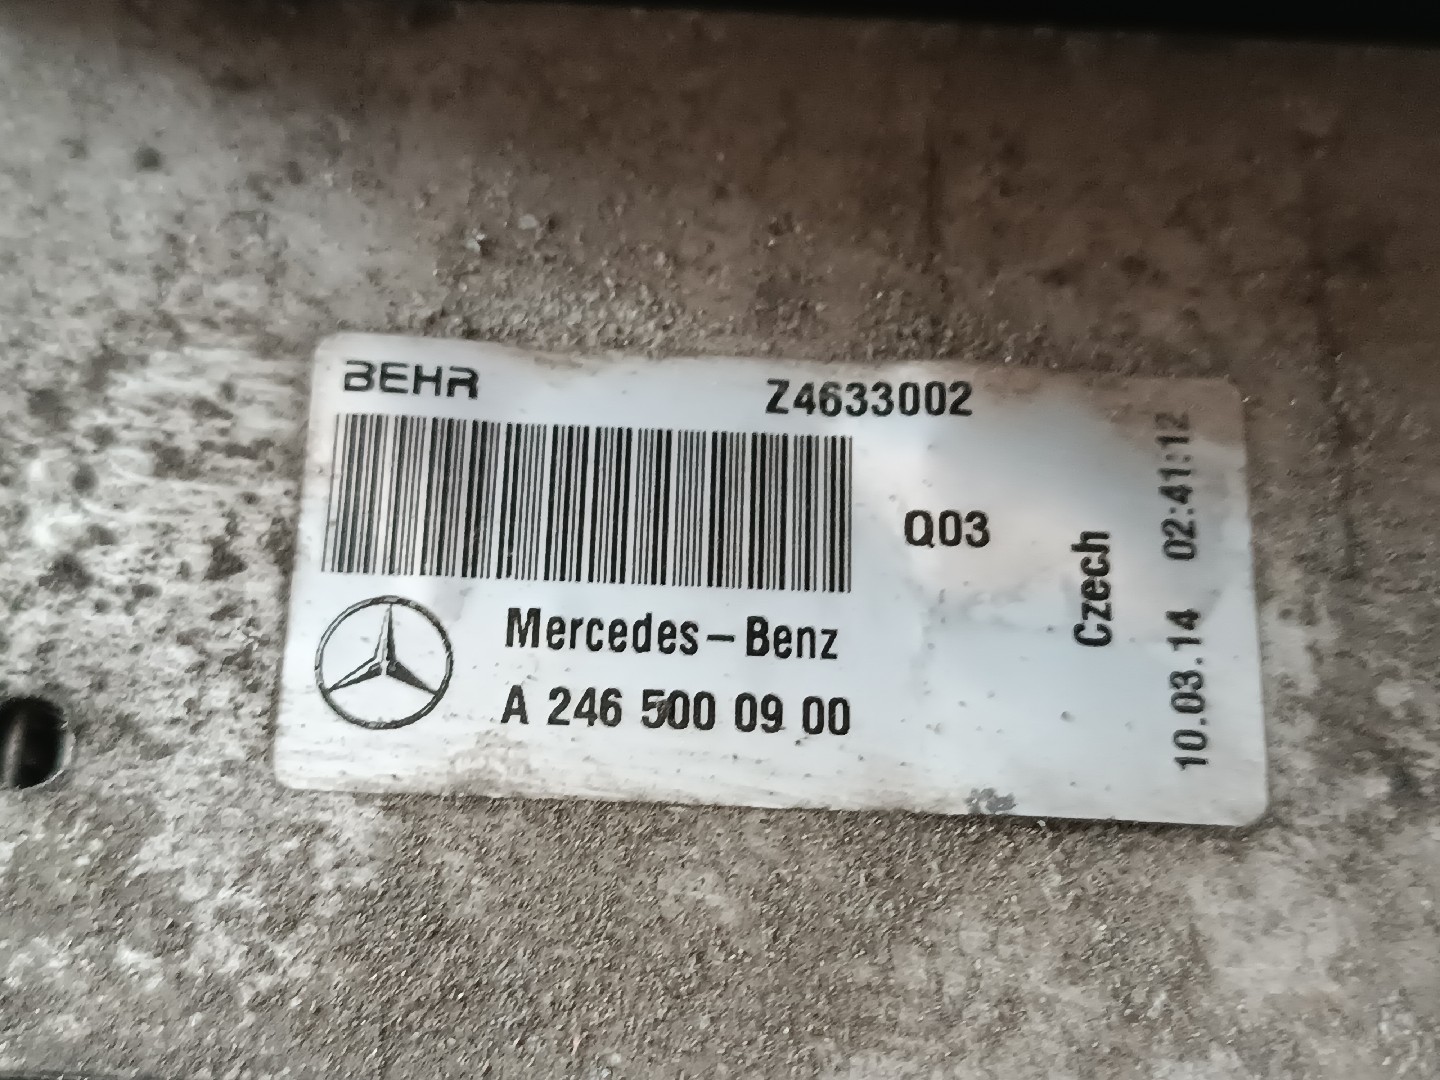 BEHR Z4633002
Q03
Mercedes-Benz
A 246 500 09 00
Czech
10.03.14 02:41:12